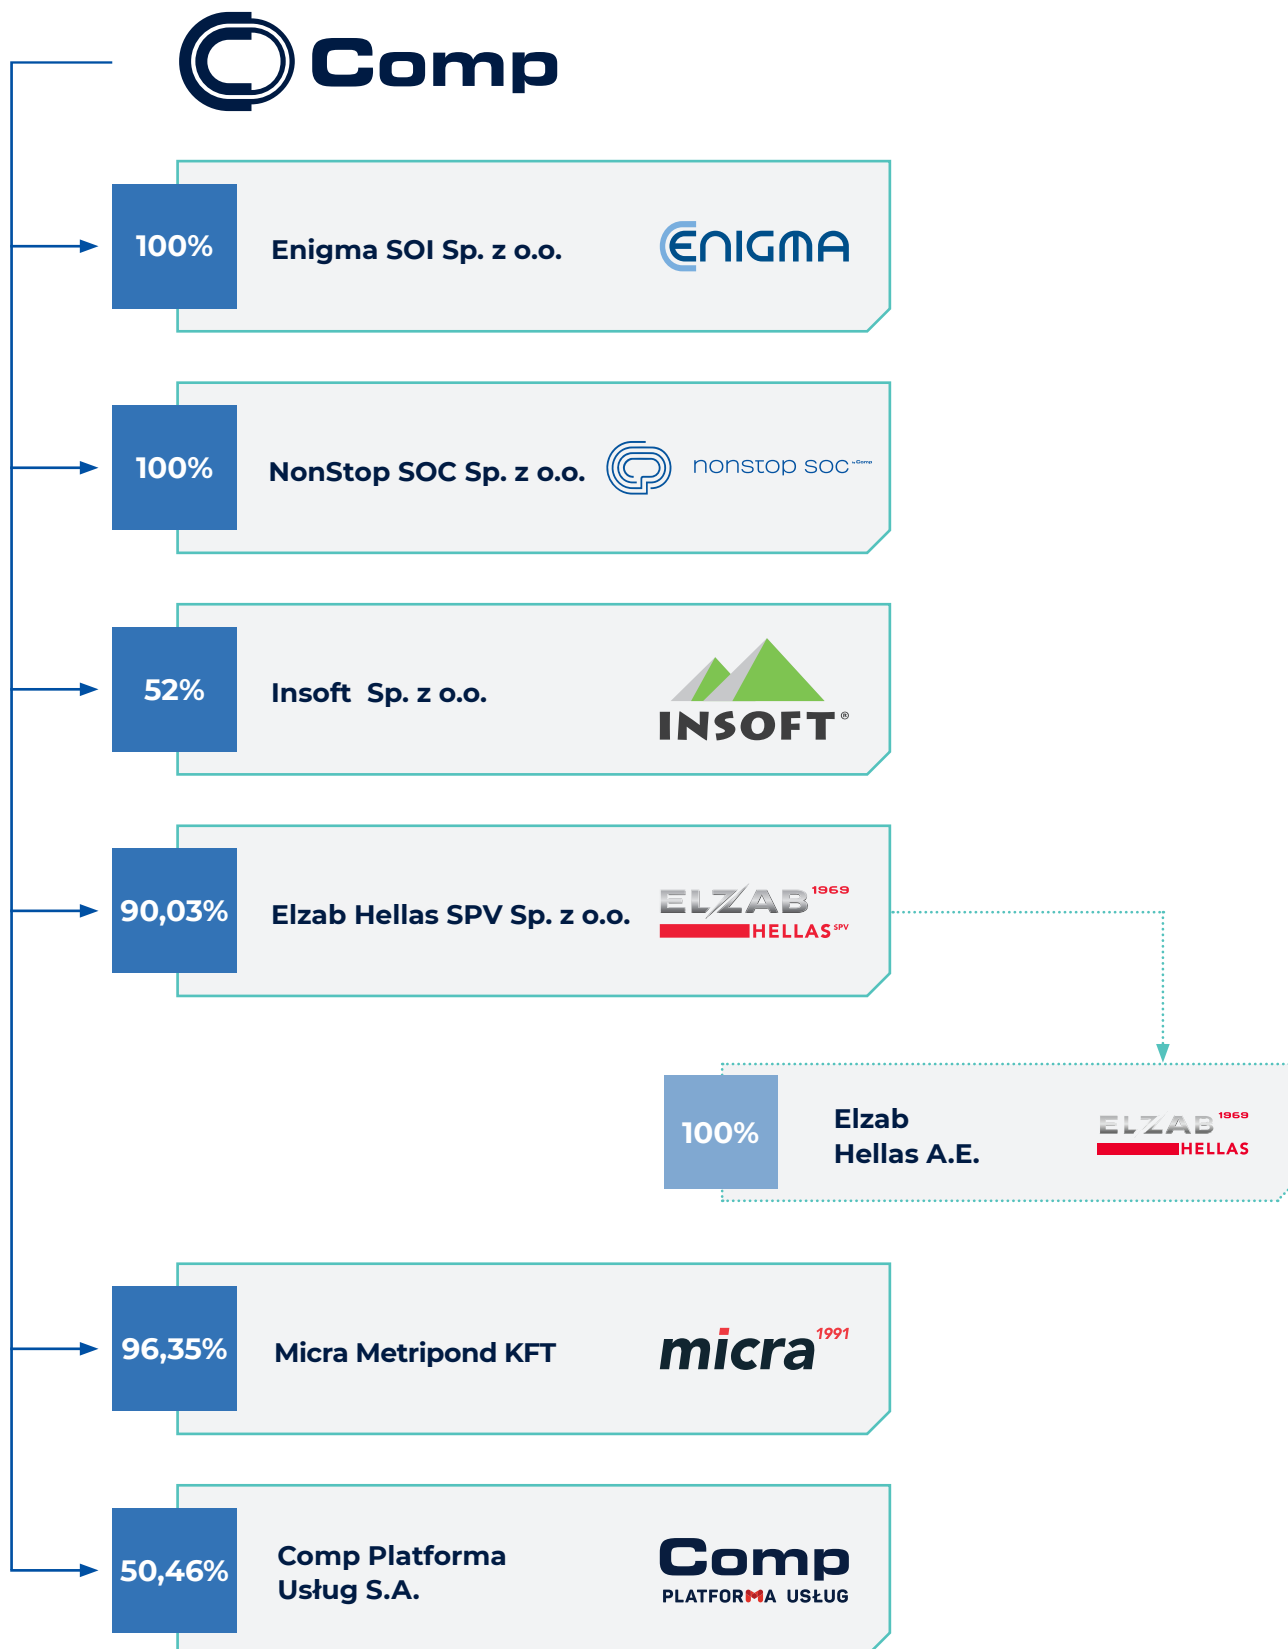 Comp
100%
Enigma SOI Sp. z o.o.
ENIGMA
100%
NonStop SOC Sp. z o.o.
nonstop soc by Comp
52%
Insoft Sp. z o.o.
INSOFT®
90,03%
Elzab Hellas SPV Sp. z o.o.
ELZAB 1969
HELLAS SPV
100%
Elzab
Hellas A.E.
ELZAB 1969
HELLAS
96,35%
Micra Metripond KFT
micra 1991
50,46%
Comp Platforma
Usług S.A.
Comp
PLATFORMA USŁUG